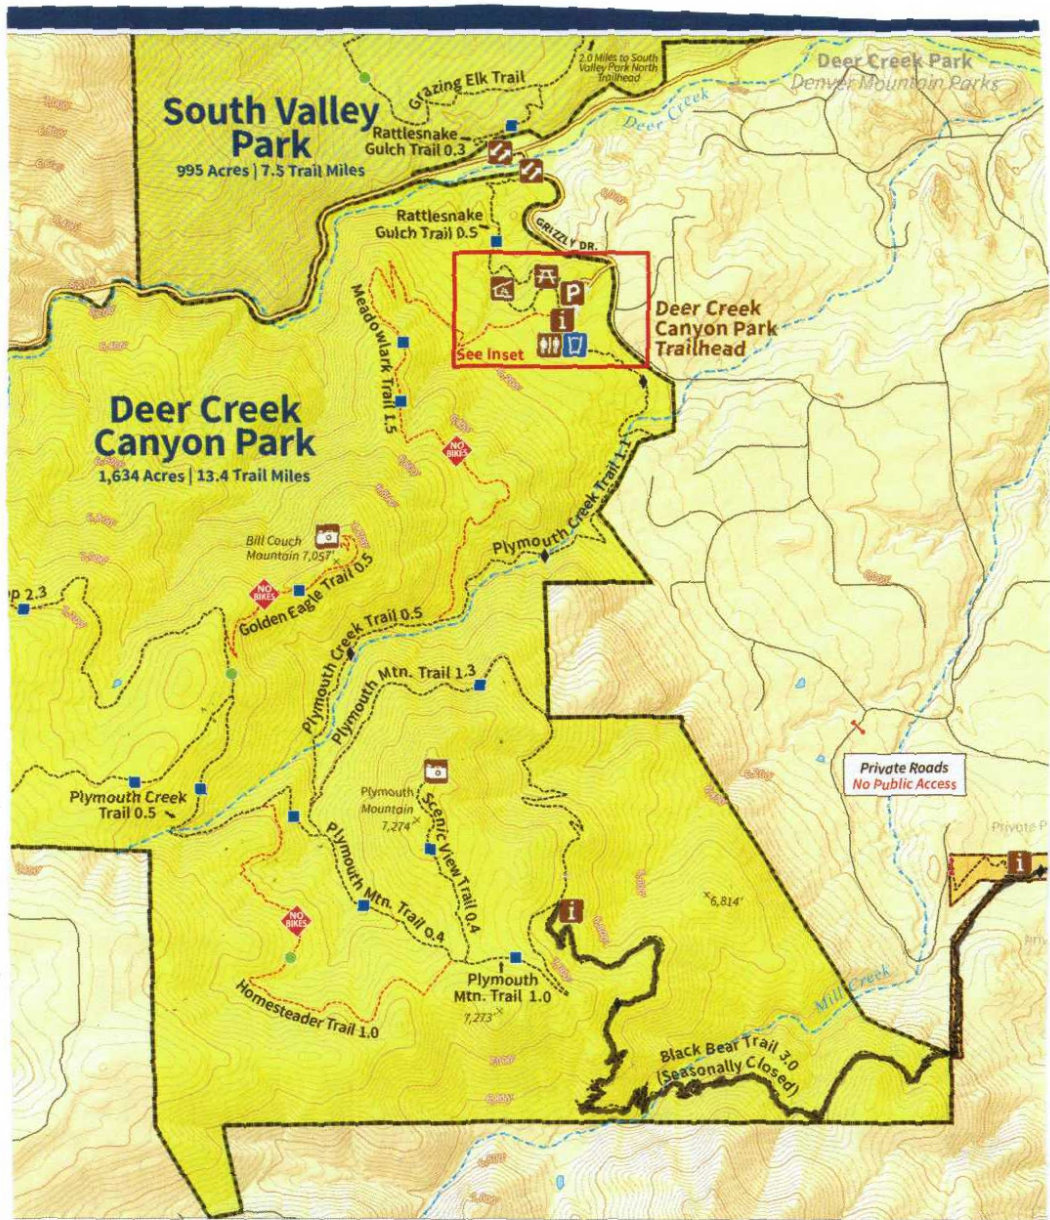 2.0 Miles to South
Valley Park North
Trailhead
Deer Creek Park
Denver Mountain Parks
Grazing Elk Trail
Deer Creek
South Valley
Park
995 Acres | 7.5 Trail Miles
Rattlesnake
Gulch Trail 0.3
Rattlesnake
Gulch Trail 0.5
GRIZZLY DR.
Meadowlark Trail 1.5
P
i
See Inset
Deer Creek
Canyon Park
Trailhead
Deer Creek
Canyon Park
1,634 Acres | 13.4 Trail Miles
NO
BIKES
Plymouth Creek Trail 1.1
Bill Couch
Mountain 7,057'
Golden Eagle Trail 0.5
NO
BIKES
p 2.3
Plymouth Creek Trail 0.5
Plymouth Mtn. Trail 1.3
Plymouth Creek
Trail 0.5
Plymouth
Mountain
7,274'
Scenic View Trail 0.4
Plymouth Mtn. Trail 0.4
Private Roads
No Public Access
Private P
i
i
6,814'
NO
BIKES
Homesteader Trail 1.0
Plymouth
Mtn. Trail 1.0
7,273'
Mill Creek
Black Bear Trail 3.0
(Seasonally Closed)